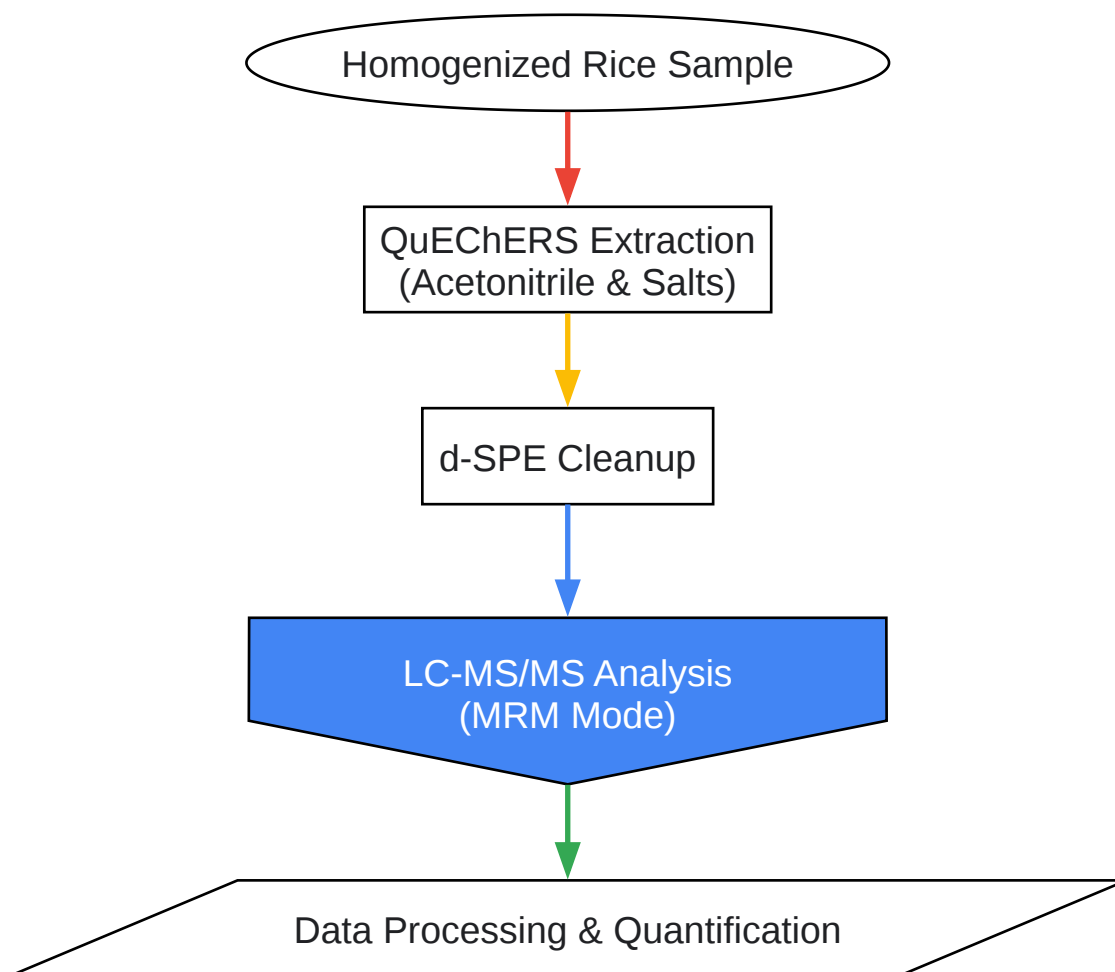 Homogenized Rice Sample
QuEChERS Extraction
(Acetonitrile & Salts)
d-SPE Cleanup
LC-MS/MS Analysis
(MRM Mode)
Data Processing & Quantification